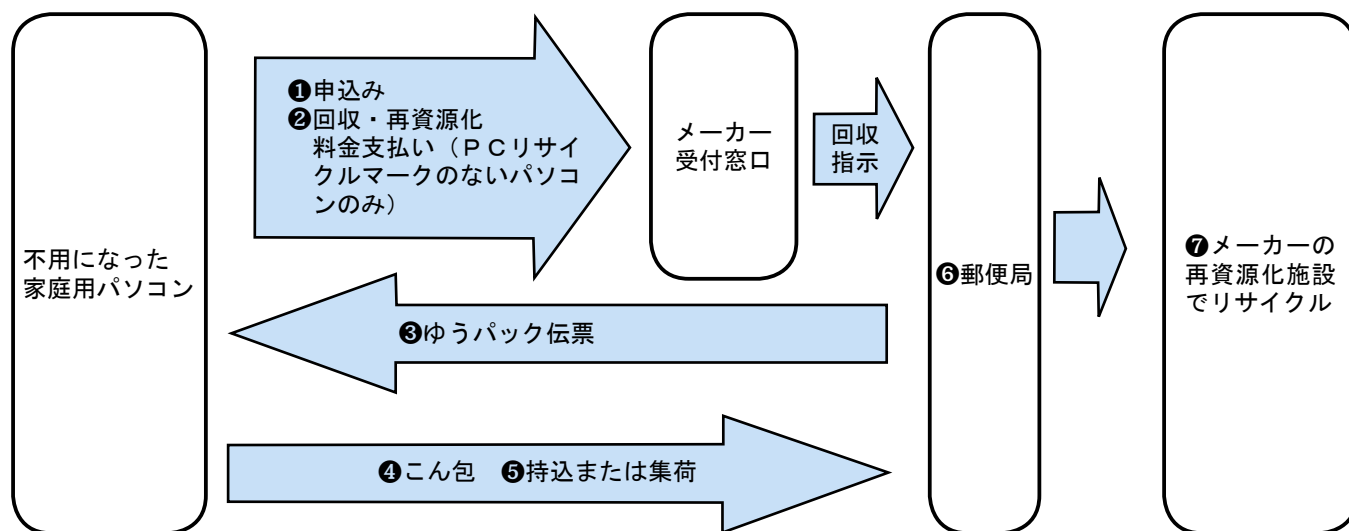 不用になった
家庭用パソコン
❶申込み
❷回収・再資源化
料金支払い（ＰＣリサイ
クルマークのないパソコ
ンのみ）
メーカー
受付窓口
回収
指示
❸ゆうパック伝票
❹こん包　❺持込または集荷
❻郵便局
❼メーカーの
再資源化施設
でリサイクル